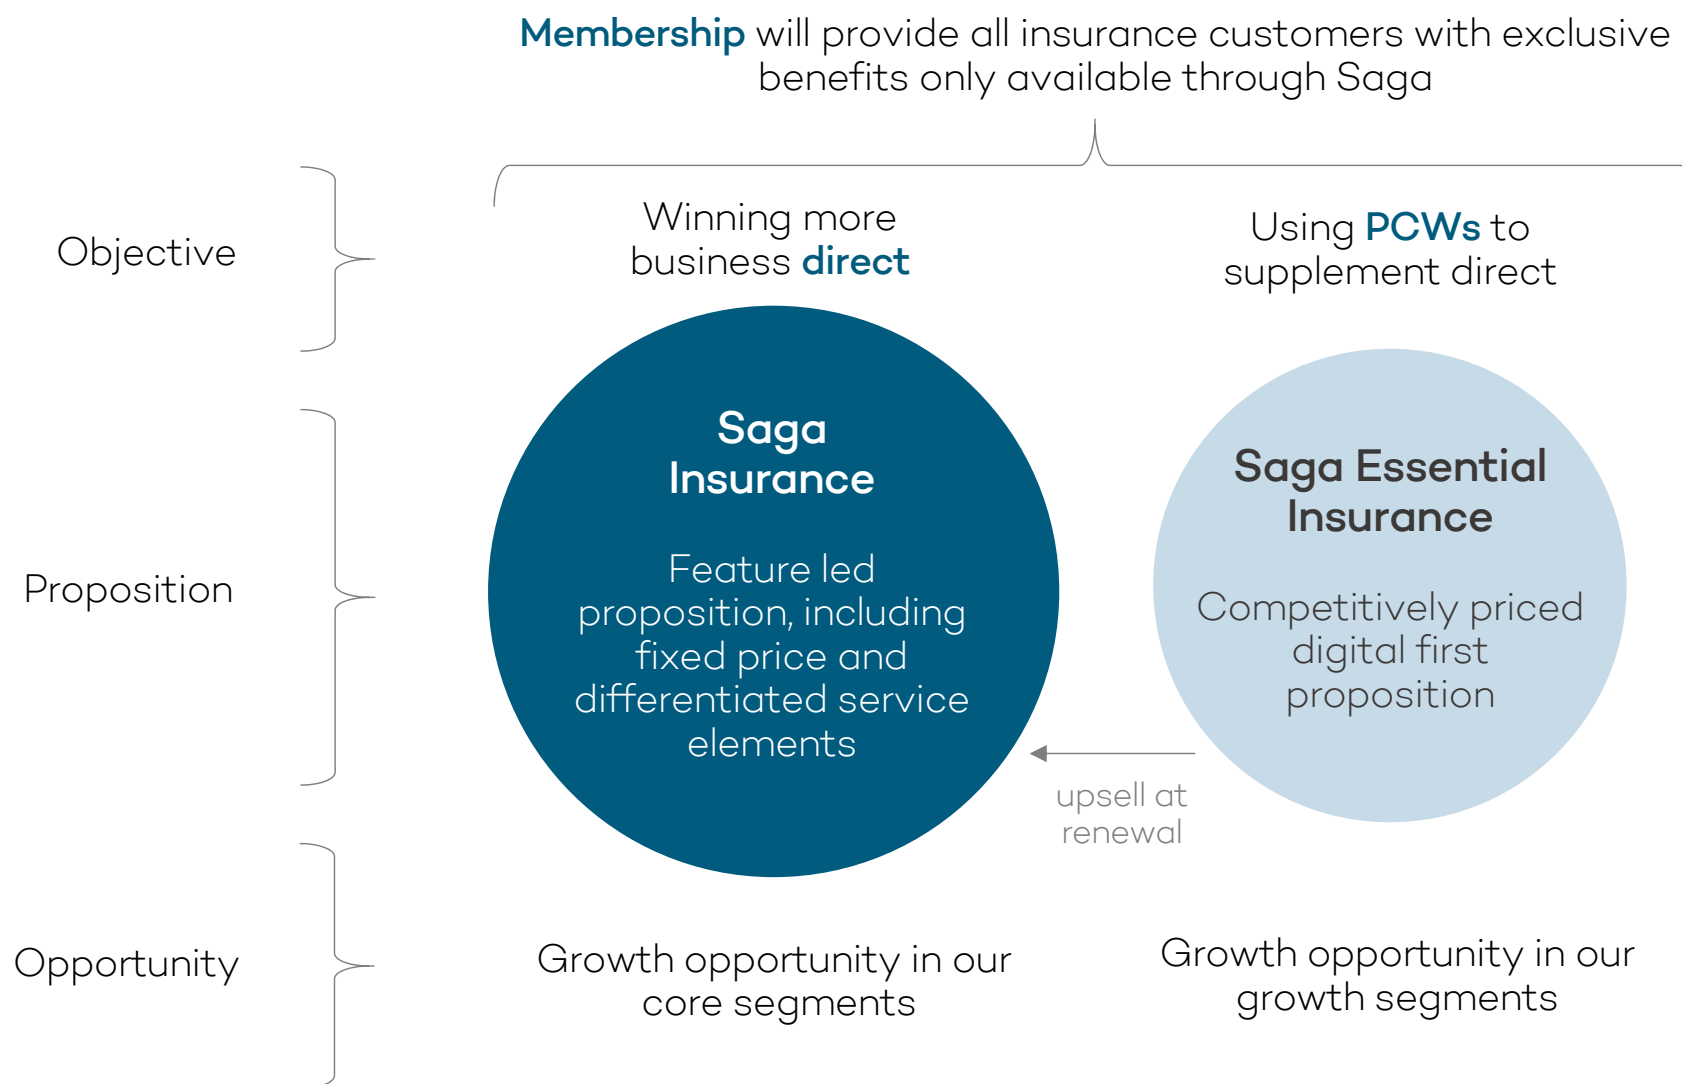 Membership will provide all insurance customers with exclusive
benefits only available through Saga
Objective
Winning more
business direct
Using PCWs to
supplement direct
Proposition
Saga
Insurance
Feature led
proposition, including
fixed price and
differentiated service
elements
Saga Essential
Insurance
Competitively priced
digital first
proposition
upsell at
renewal
Opportunity
Growth opportunity in our
core segments
Growth opportunity in our
growth segments